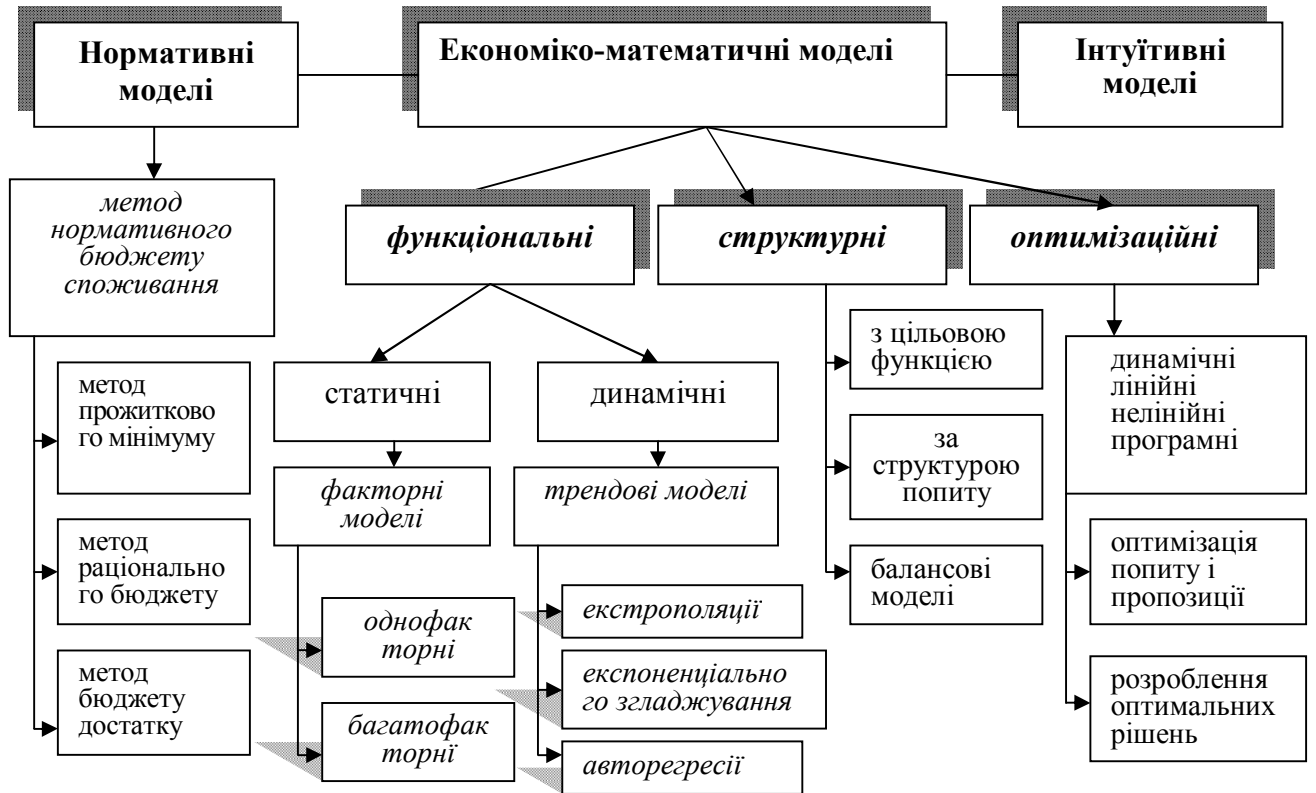 Нормативні
моделі
Економіко-математичні моделі
Інтуїтивні
моделі
метод
нормативного
бюджету
споживання
функціональні
структурні
оптимізаційні
метод
прожитково
го мінімуму
метод
раціонально
го бюджету
метод
бюджету
достатку
статичні
динамічні
факторні
моделі
трендові моделі
однофак
торні
багатофак
торнї
екстрополяції
експоненціально
го згладжування
авторегресії
з цільовою
функцією
за
структурою
попиту
балансові
моделі
динамічні
лінійні
нелінійні
програмні
оптимізація
попиту і
пропозиції
розроблення
оптимальних
рішень